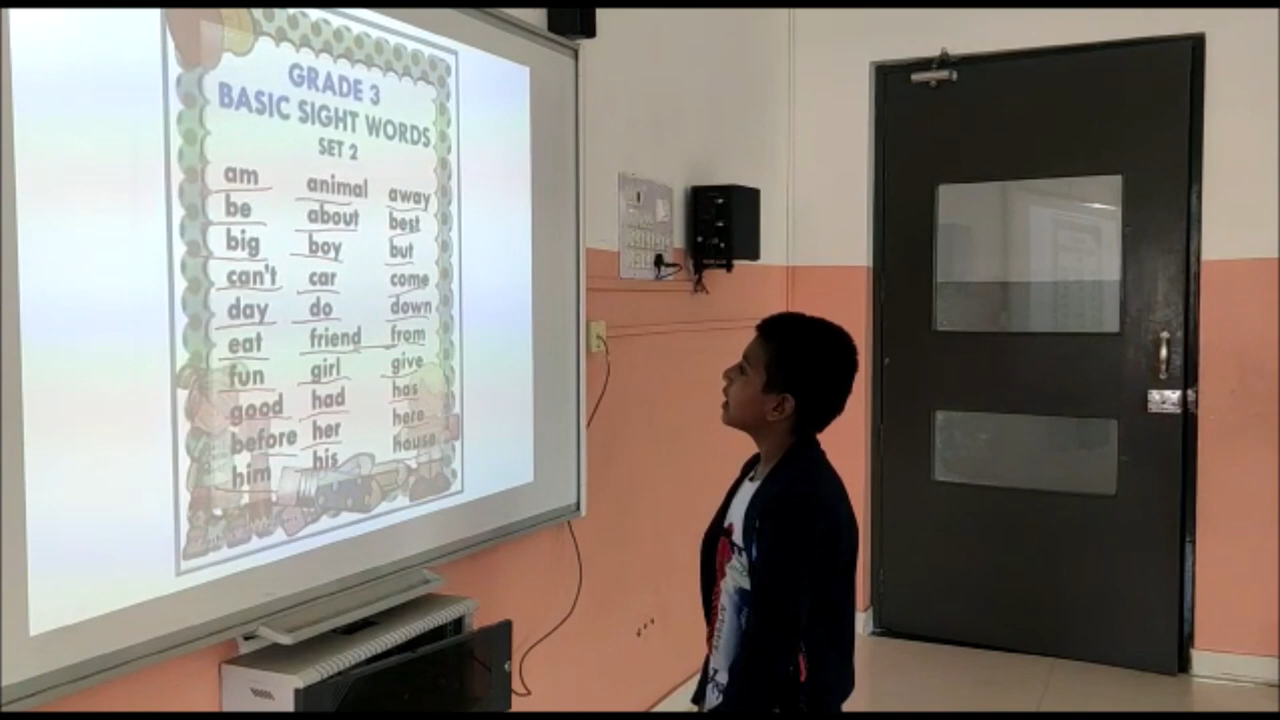 GRADE 3
BASIC SIGHT WORDS
SET 2
am animal away
be about best
big boy but
can't car come
day do down
eat friend from
fun girl give
good had has
before her here
him his house